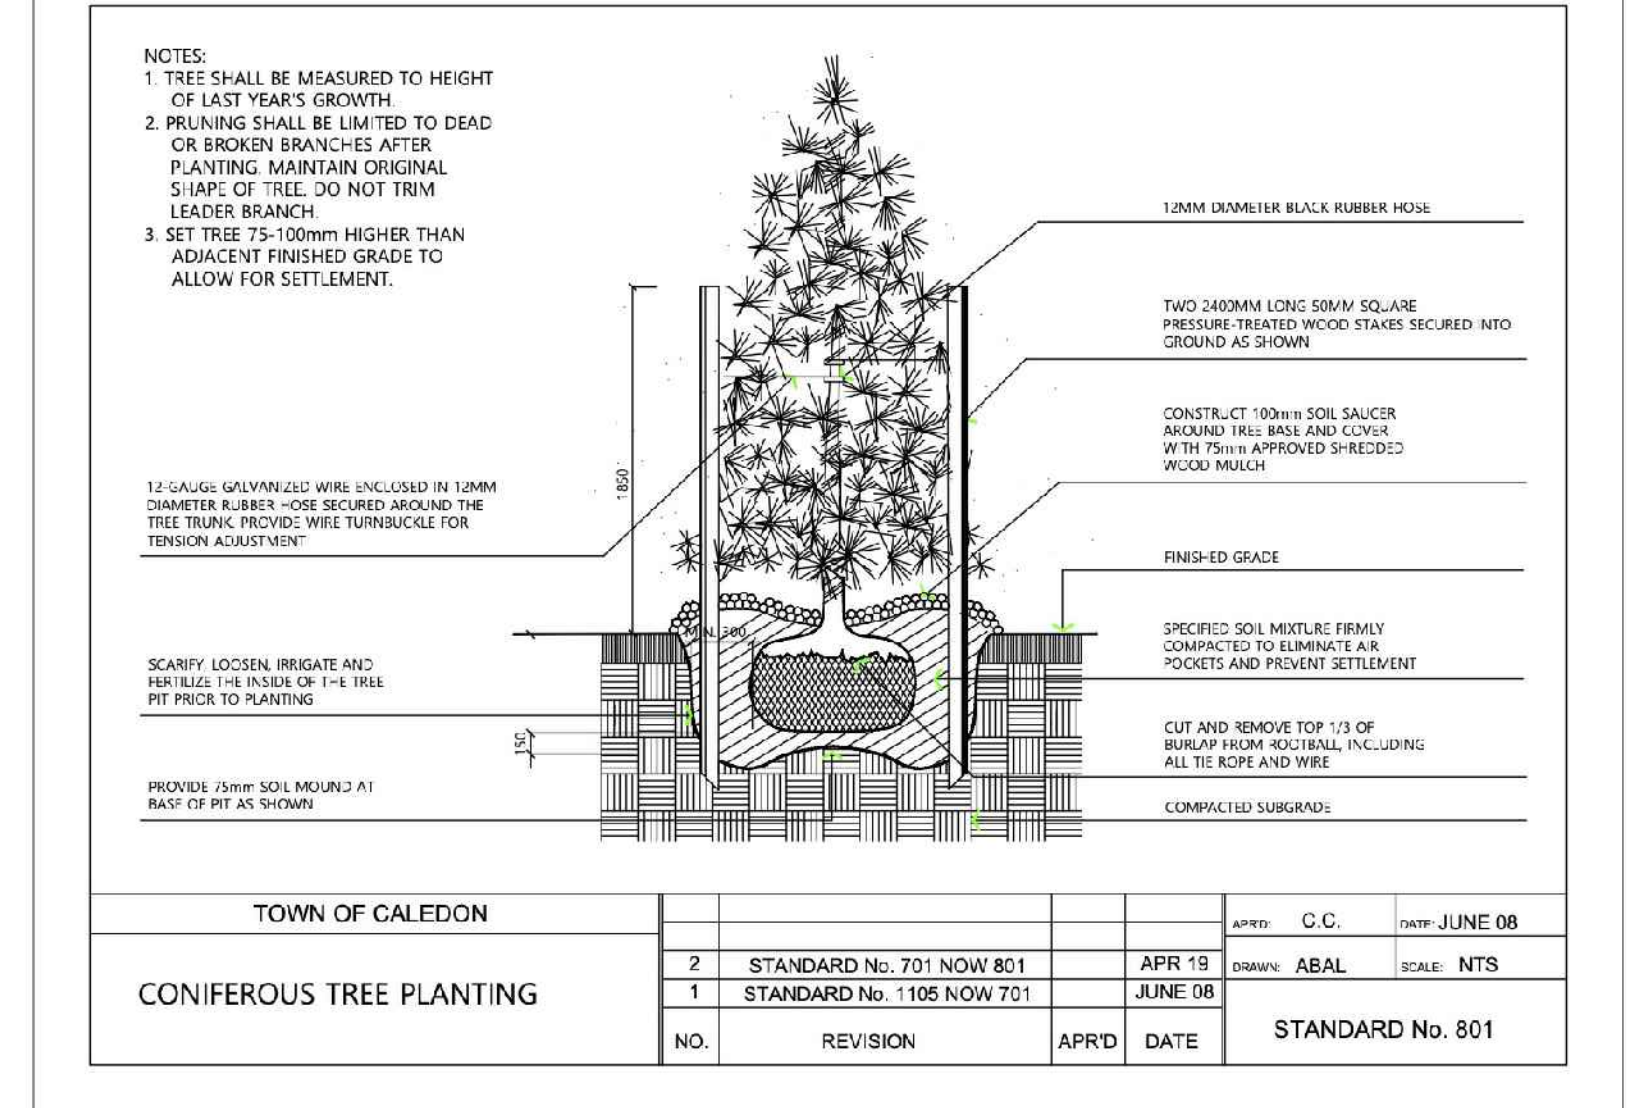 NOTES:
1. TREE SHALL BE MEASURED TO HEIGHT
OF LAST YEAR'S GROWTH.
2. PRUNING SHALL BE LIMITED TO DEAD
OR BROKEN BRANCHES AFTER
PLANTING. MAINTAIN ORIGINAL
SHAPE OF TREE. DO NOT TRIM
LEADER BRANCH.
3. SET TREE 75-100mm HIGHER THAN
ADJACENT FINISHED GRADE TO
ALLOW FOR SETTLEMENT.
12MM DIAMETER BLACK RUBBER HOSE
TWO 2400MM LONG 50MM SQUARE
PRESSURE-TREATED WOOD STAKES SECURED INTO
GROUND AS SHOWN
CONSTRUCT 100mm SOIL SAUCER
AROUND TREE BASE AND COVER
WITH 75mm APPROVED SHREDDED
WOOD MULCH
1850
12-GAUGE GALVANIZED WIRE ENCLOSED IN 12MM
DIAMETER RUBBER HOSE SECURED AROUND THE
TREE TRUNK. PROVIDE WIRE TURNBUCKLE FOR
TENSION ADJUSTMENT
FINISHED GRADE
MIN. 300
SPECIFIED SOIL MIXTURE FIRMLY
COMPACTED TO ELIMINATE AIR
POCKETS AND PREVENT SETTLEMENT
SCARIFY, LOOSEN, IRRIGATE AND
FERTILIZE THE INSIDE OF THE TREE
PIT PRIOR TO PLANTING
150
CUT AND REMOVE TOP 1/3 OF
BURLAP FROM ROOTBALL, INCLUDING
ALL TIE ROPE AND WIRE
PROVIDE 75mm SOIL MOUND AT
BASE OF PIT AS SHOWN
COMPACTED SUBGRADE
TOWN OF CALEDON
CONIFEROUS TREE PLANTING
2 STANDARD No. 701 NOW 801 APR 19
1 STANDARD No. 1105 NOW 701 JUNE 08
NO. REVISION APR'D DATE
APR'D: C.C. DATE: JUNE 08
DRAWN: ABAL SCALE: NTS
STANDARD No. 801